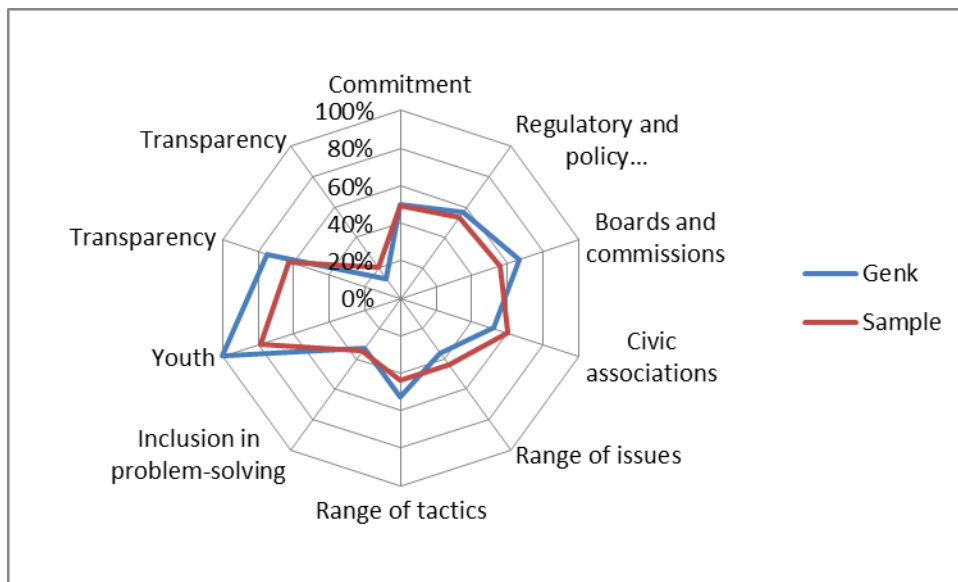 Commitment
100%
80%
60%
40%
20%
0%
Regulatory and
policy...
Boards and
commissions
Civic
associations
Range of issues
Range of tactics
Inclusion in
problem-solving
Youth
Transparency
Transparency
Genk
Sample